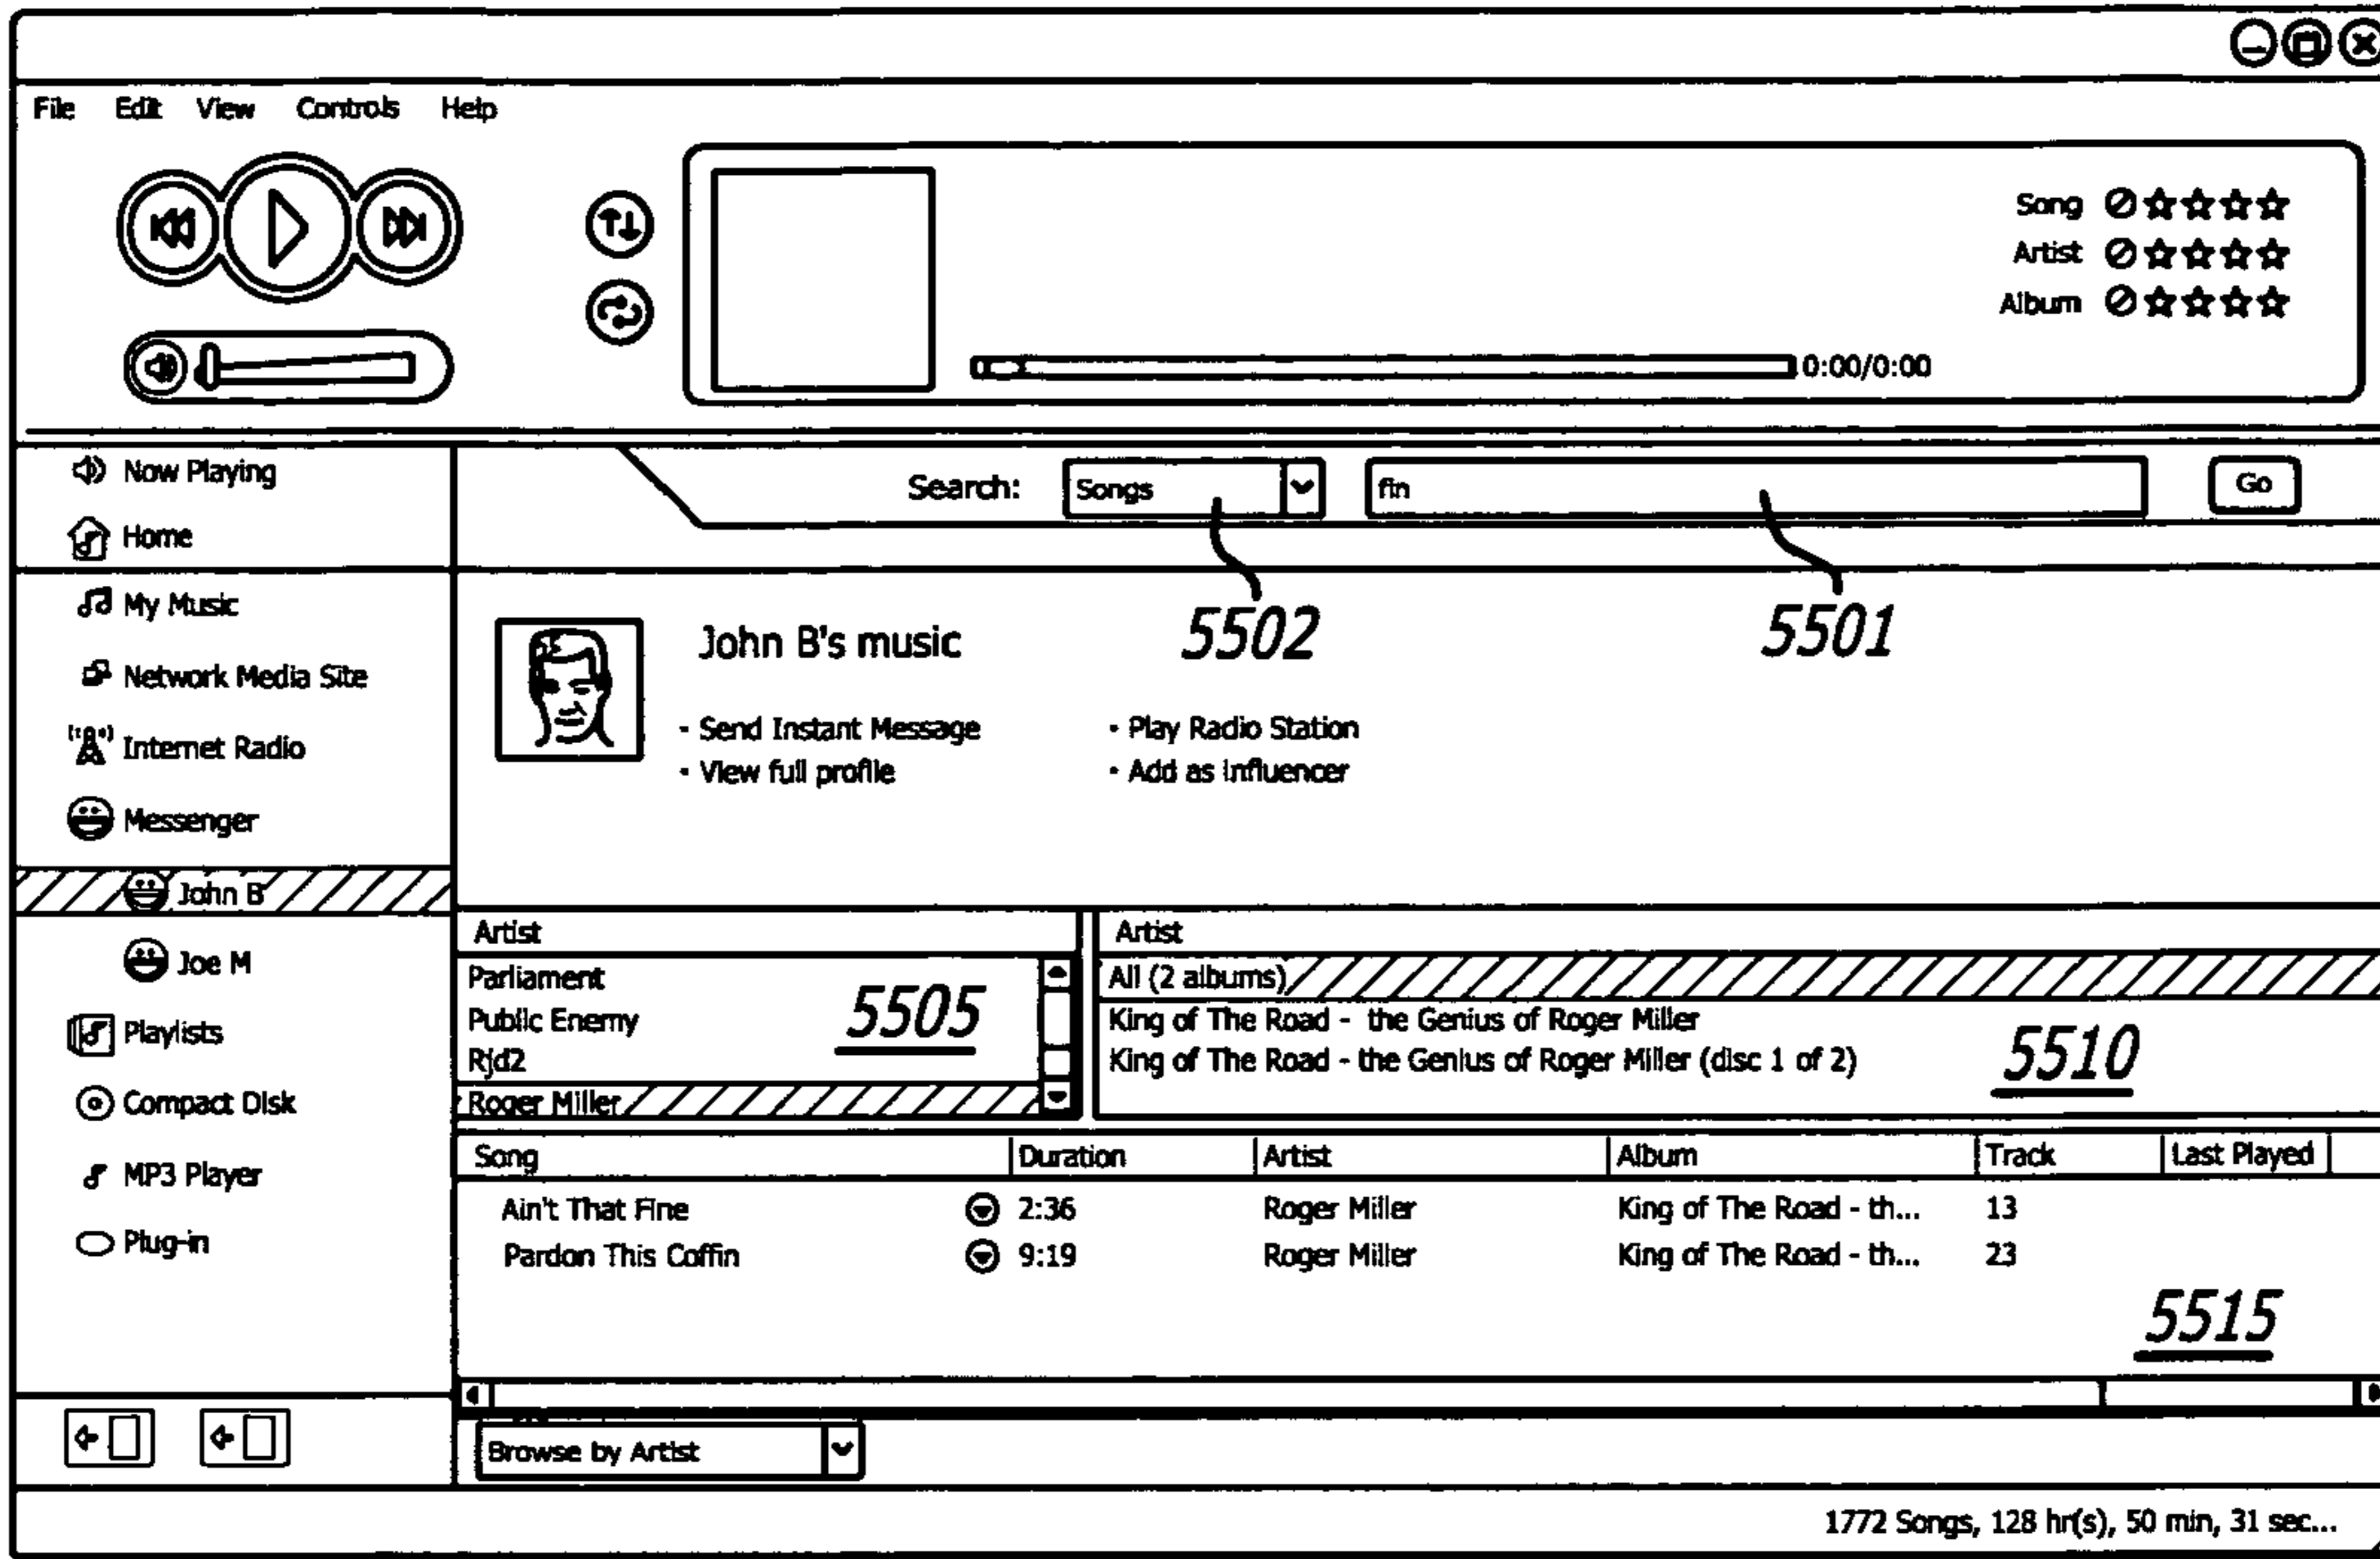 File Edit View Controls Help
Song
Artist
Album
0:00/0:00
Now Playing
Home
Search: Songs fin Go
5502 5501
My Music
Network Media Site
Internet Radio
Messenger
John B
Joe M
Playlists
Compact Disk
MP3 Player
Plug-in
John B's music
- Send Instant Message
- View full profile
- Play Radio Station
- Add as Influencer
Artist
Parliament
Public Enemy
Rjd2
Roger Miller
5505
Artist
All (2 albums)
King of The Road - the Genius of Roger Miller
King of The Road - the Genius of Roger Miller (disc 1 of 2)
5510
Song Duration Artist Album Track Last Played
Ain't That Fine 2:36 Roger Miller King of The Road - th... 13
Pardon This Coffin 9:19 Roger Miller King of The Road - th... 23
5515
Browse by Artist
1772 Songs, 128 hr(s), 50 min, 31 sec...